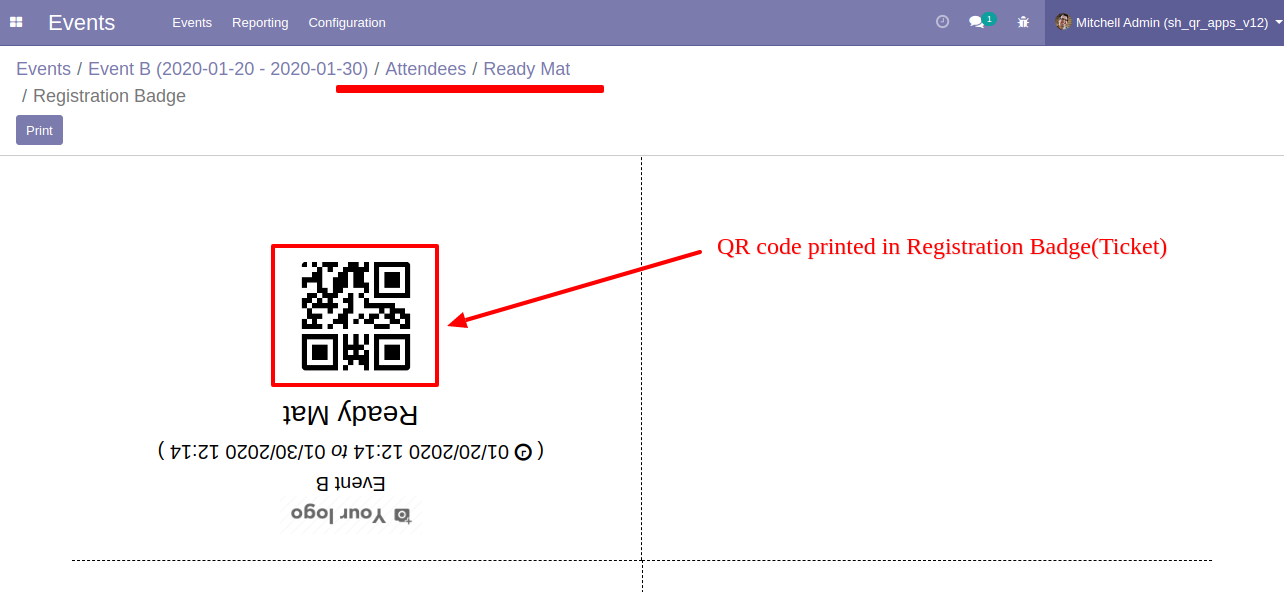 Events Events Reporting Configuration 1 Mitchell Admin (sh_qr_apps_v12)
Events / Event B (2020-01-20 - 2020-01-30) / Attendees / Ready Mat
/ Registration Badge
Print
QR code printed in Registration Badge(Ticket)
Your logo
Event B
( 01/20/2020 12:14 to 01/30/2020 12:14 )
Ready Mat